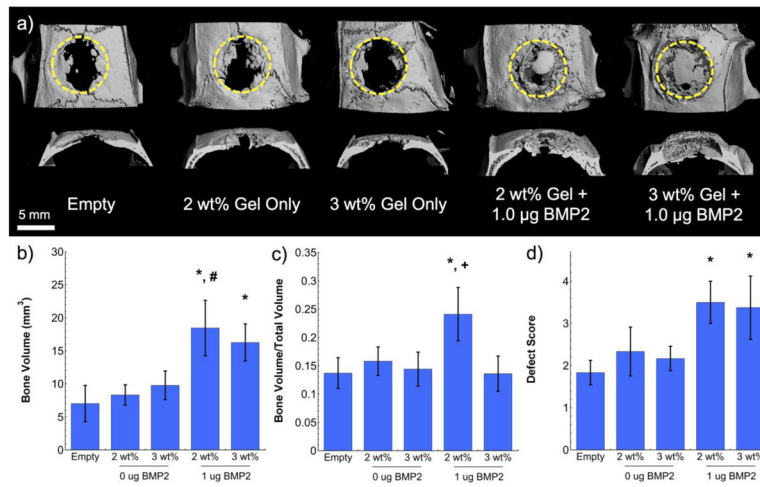 a)
Empty
2 wt% Gel Only
3 wt% Gel Only
2 wt% Gel +
1.0 µg BMP2
3 wt% Gel +
1.0 µg BMP2
5 mm
b)
Bone Volume (mm³)
30
25
20
15
10
5
0
*, #
*
Empty
2 wt%
3 wt%
2 wt%
3 wt%
0 ug BMP2
1 ug BMP2
c)
Bone Volume/Total Volume
0.35
0.3
0.25
0.2
0.15
0.1
0.05
0
*, +
Empty
2 wt%
3 wt%
2 wt%
3 wt%
0 ug BMP2
1 ug BMP2
d)
Defect Score
4
3
2
1
0
*
*
Empty
2 wt%
3 wt%
2 wt%
3 wt%
0 ug BMP2
1 ug BMP2